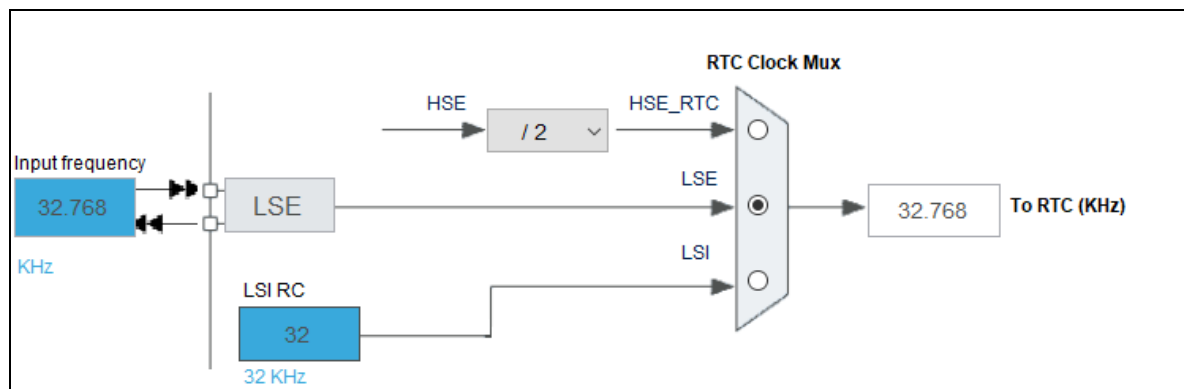 RTC Clock Mux
HSE
/ 2
HSE_RTC
Input frequency
32.768
LSE
LSE
32.768
To RTC (KHz)
KHz
LSI
LSI RC
32
32 KHz